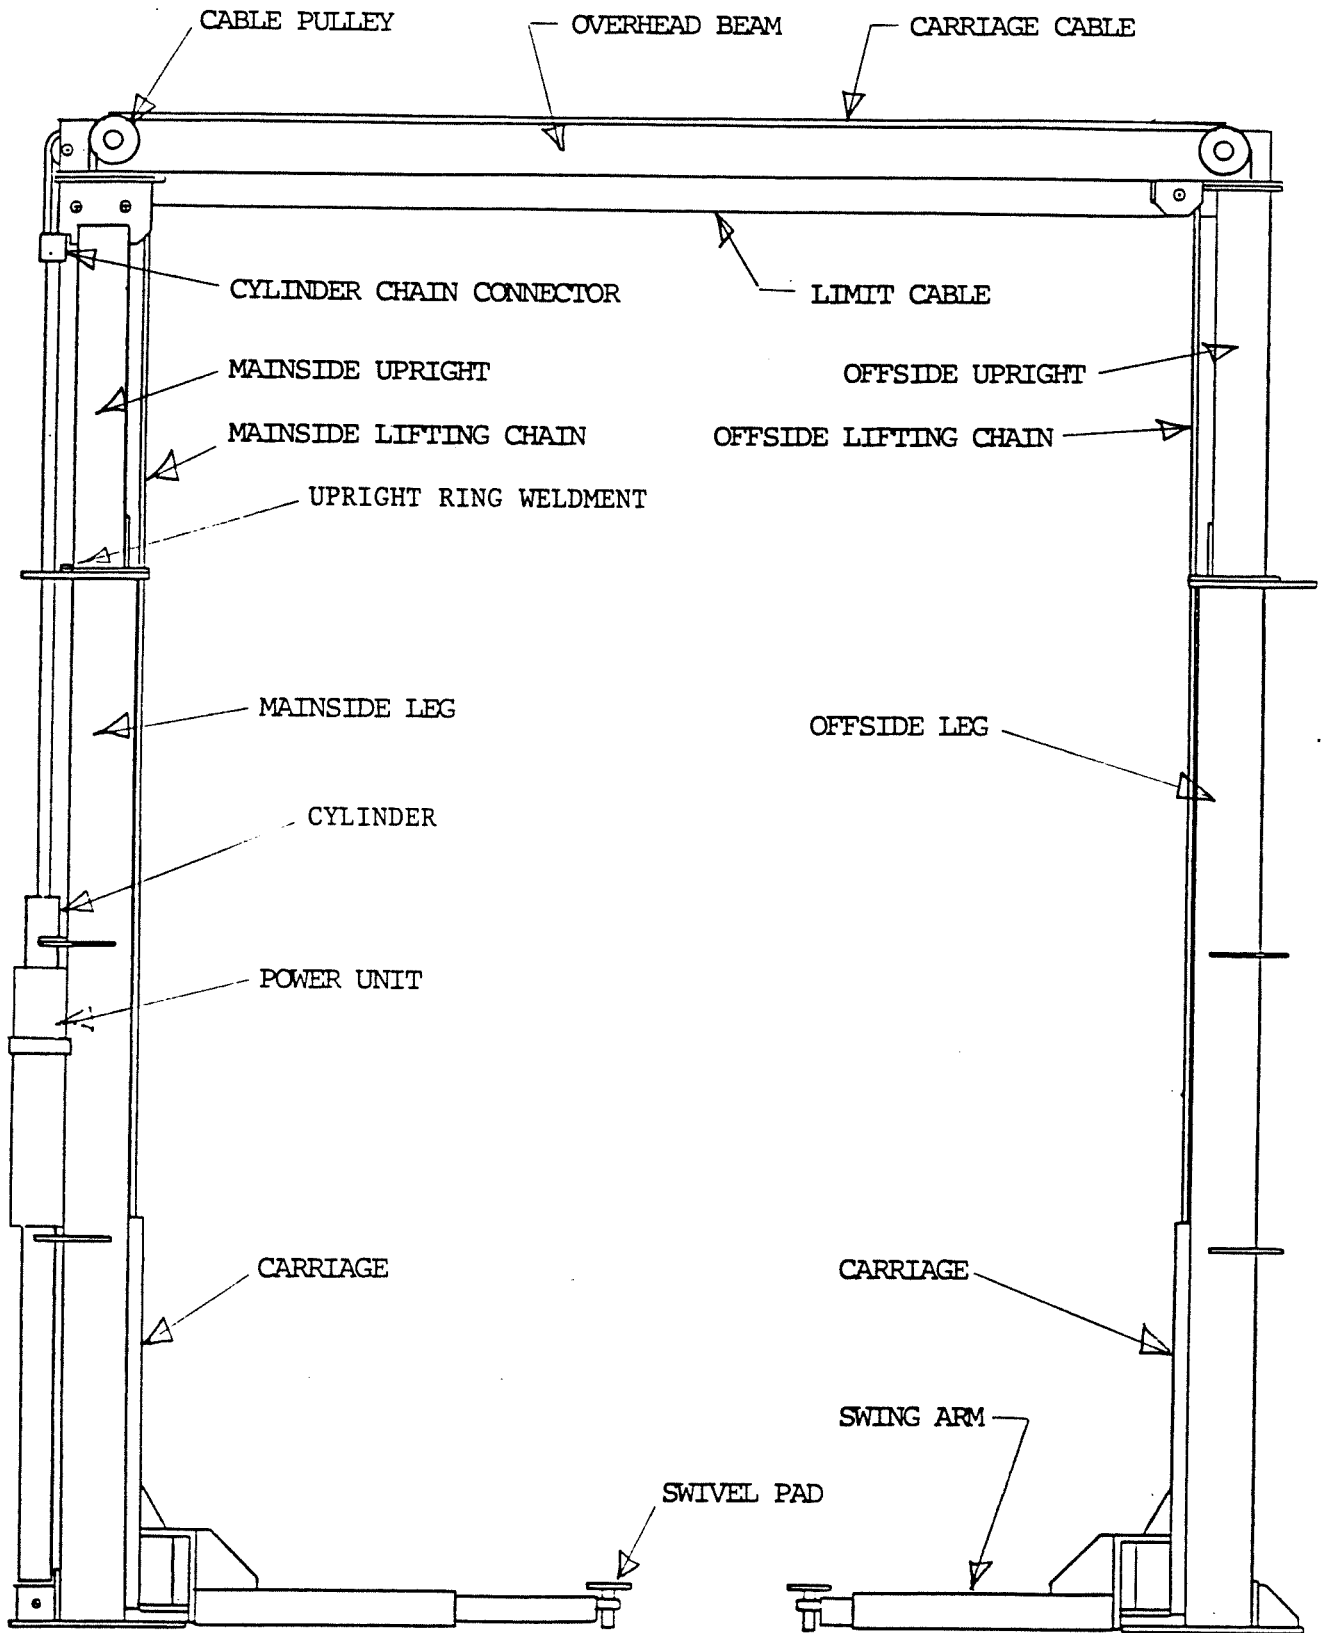 CABLE PULLEY
OVERHEAD BEAM
CARRIAGE CABLE
CYLINDER CHAIN CONNECTOR
LIMIT CABLE
MAINSIDE UPRIGHT
OFFSIDE UPRIGHT
MAINSIDE LIFTING CHAIN
OFFSIDE LIFTING CHAIN
UPRIGHT RING WELDMENT
MAINSIDE LEG
OFFSIDE LEG
CYLINDER
POWER UNIT
CARRIAGE
CARRIAGE
SWING ARM
SWIVEL PAD